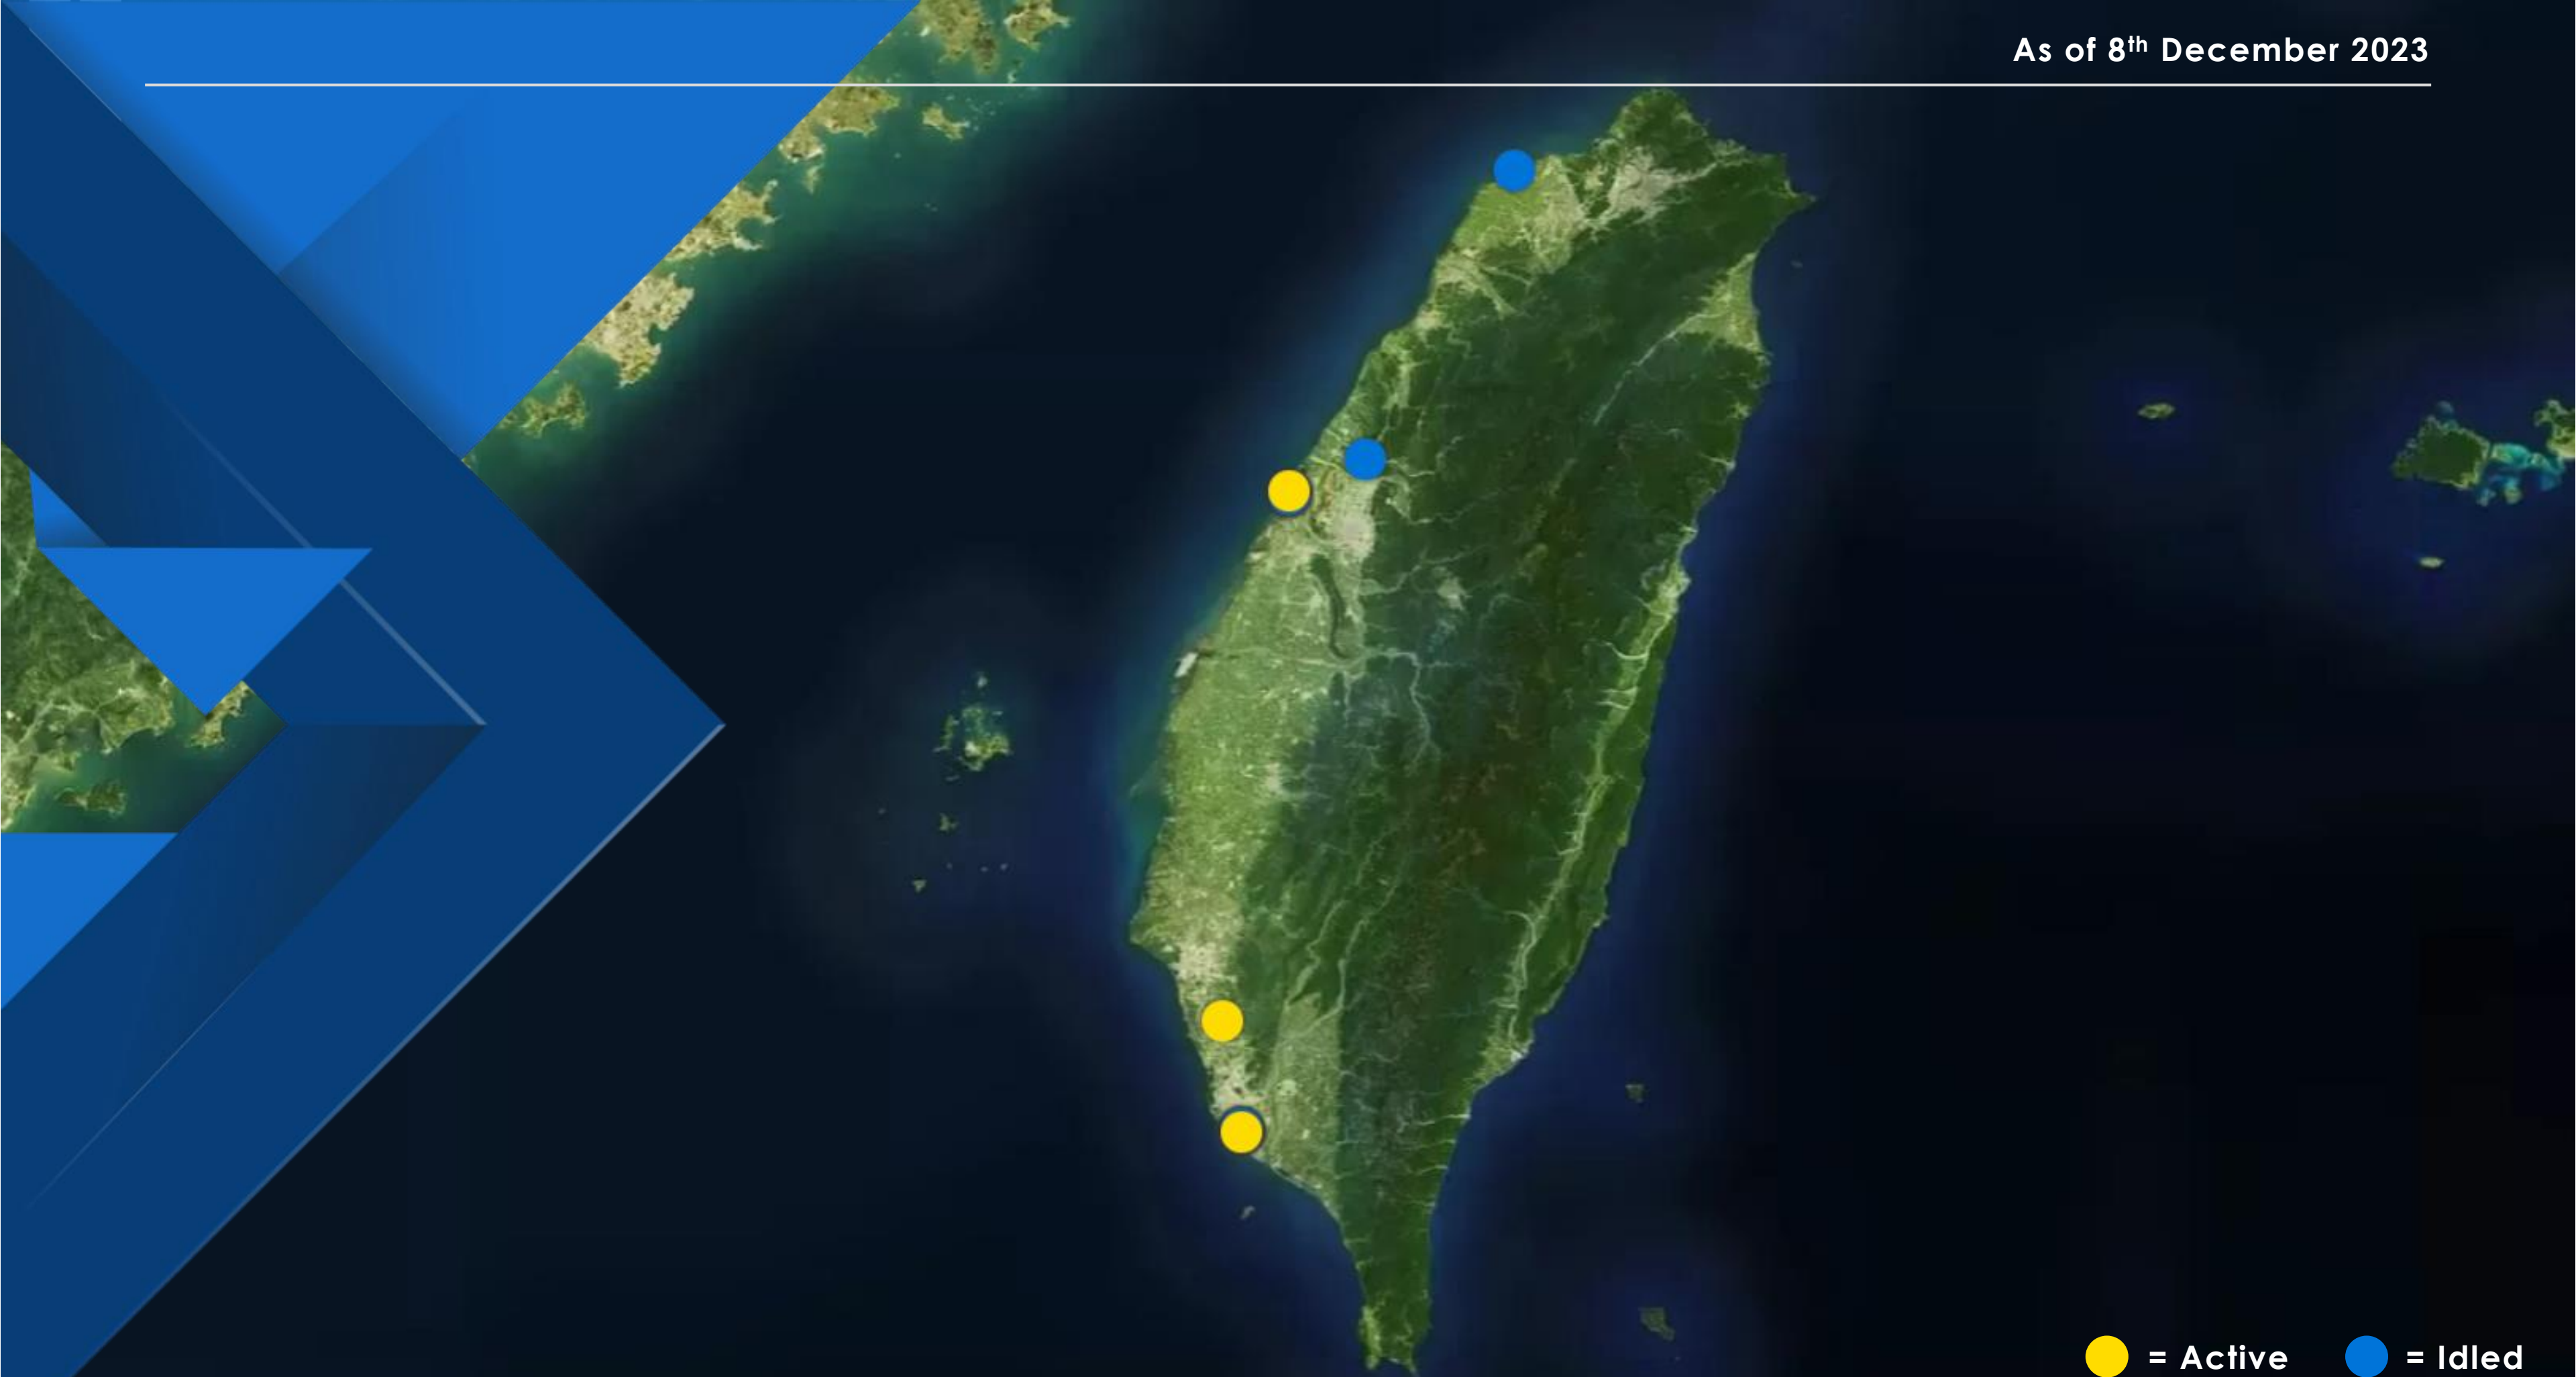 As of 8th December 2023
= Active = Idled